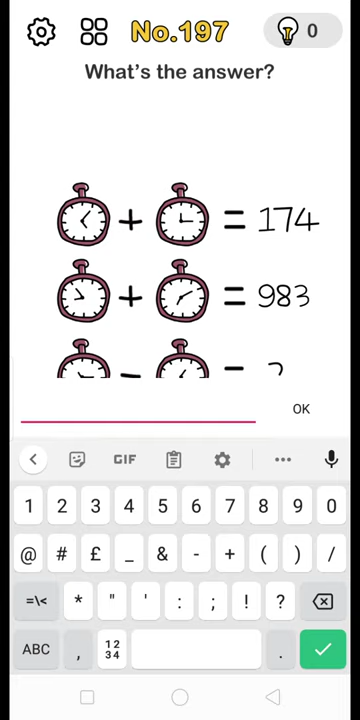 No.197
0
What's the answer?
+ = 174
+ = 983
- = ?
OK
GIF
1 2 3 4 5 6 7 8 9 0
@ # £ _ & - + ( ) /
=\< * " ' : ; ! ?
ABC , 12 34 .